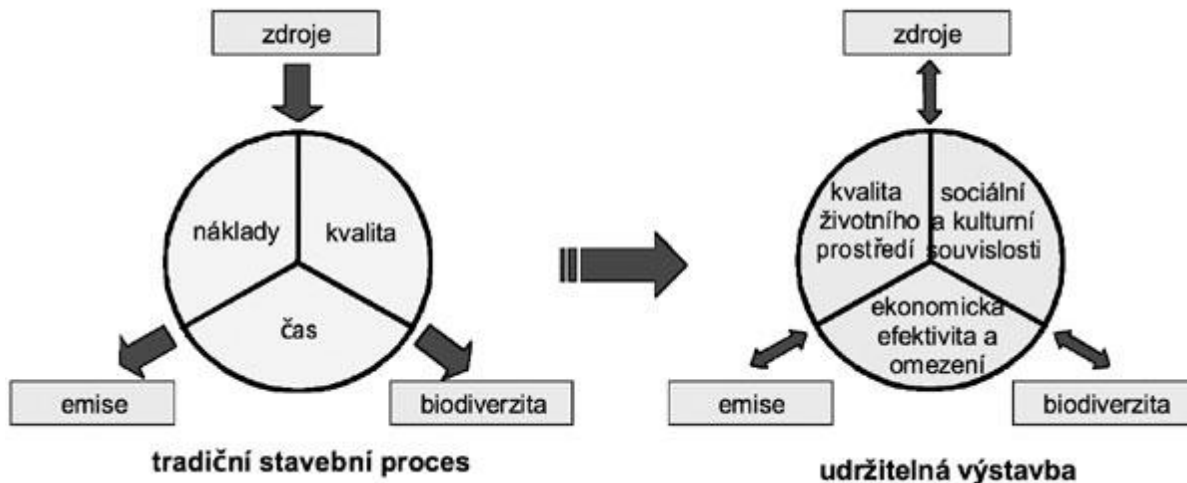 zdroje
náklady
kvalita
čas
emise
biodiverzita
tradiční stavební proces
zdroje
kvalita
životního
prostředí
sociální
a kulturní
souvislosti
ekonomická
efektivita a
omezení
emise
biodiverzita
udržitelná výstavba